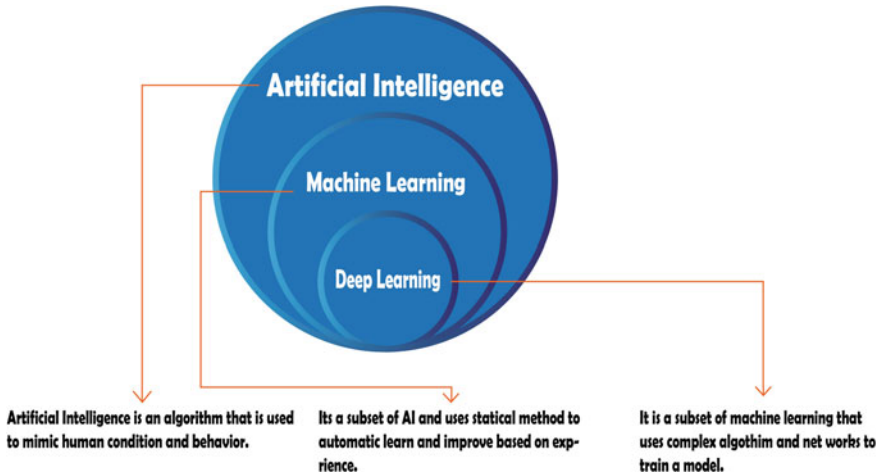 Artificial Intelligence
Machine Learning
Deep Learning
Artificial Intelligence is an algorithm that is used
to mimic human condition and behavior.
Its a subset of AI and uses statical method to
automatic learn and improve based on exp-
rience.
It is a subset of machine learning that
uses complex algothim and net works to
train a model.